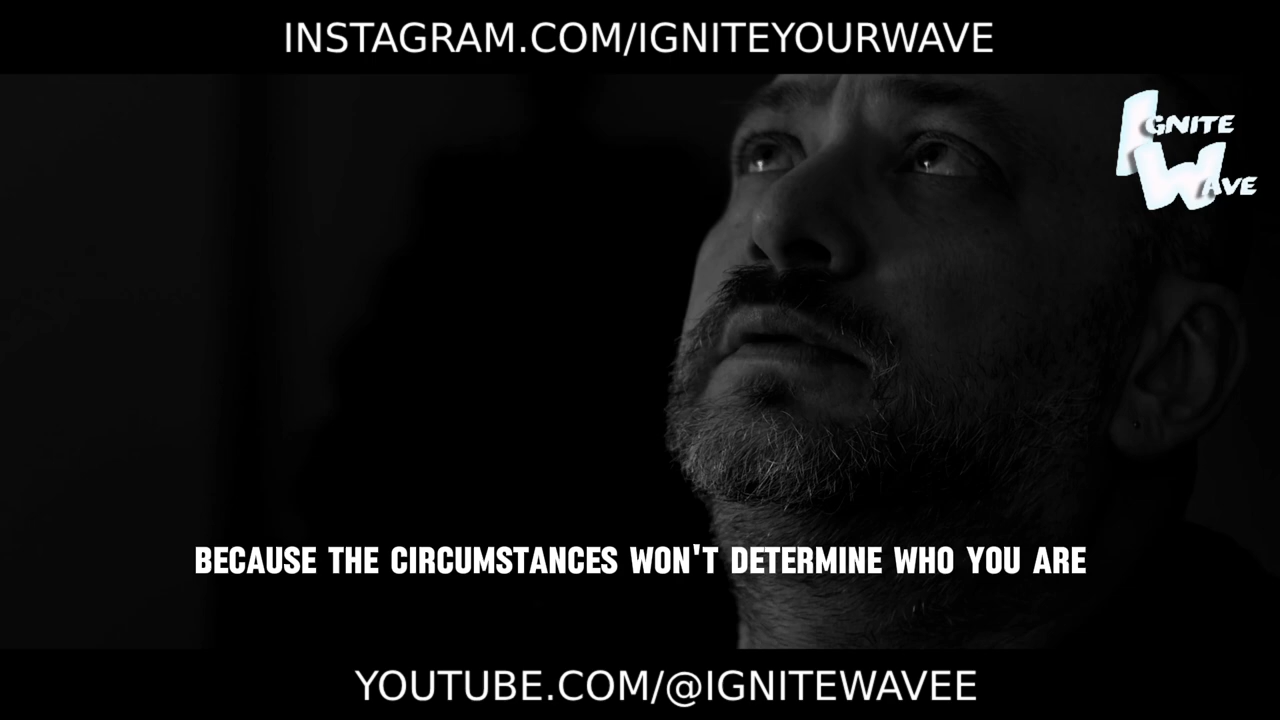 INSTAGRAM.COM/IGNITEYOURWAVE
IGNITE
WAVE
BECAUSE THE CIRCUMSTANCES WON'T DETERMINE WHO YOU ARE
YOUTUBE.COM/@IGNITEWAVEE